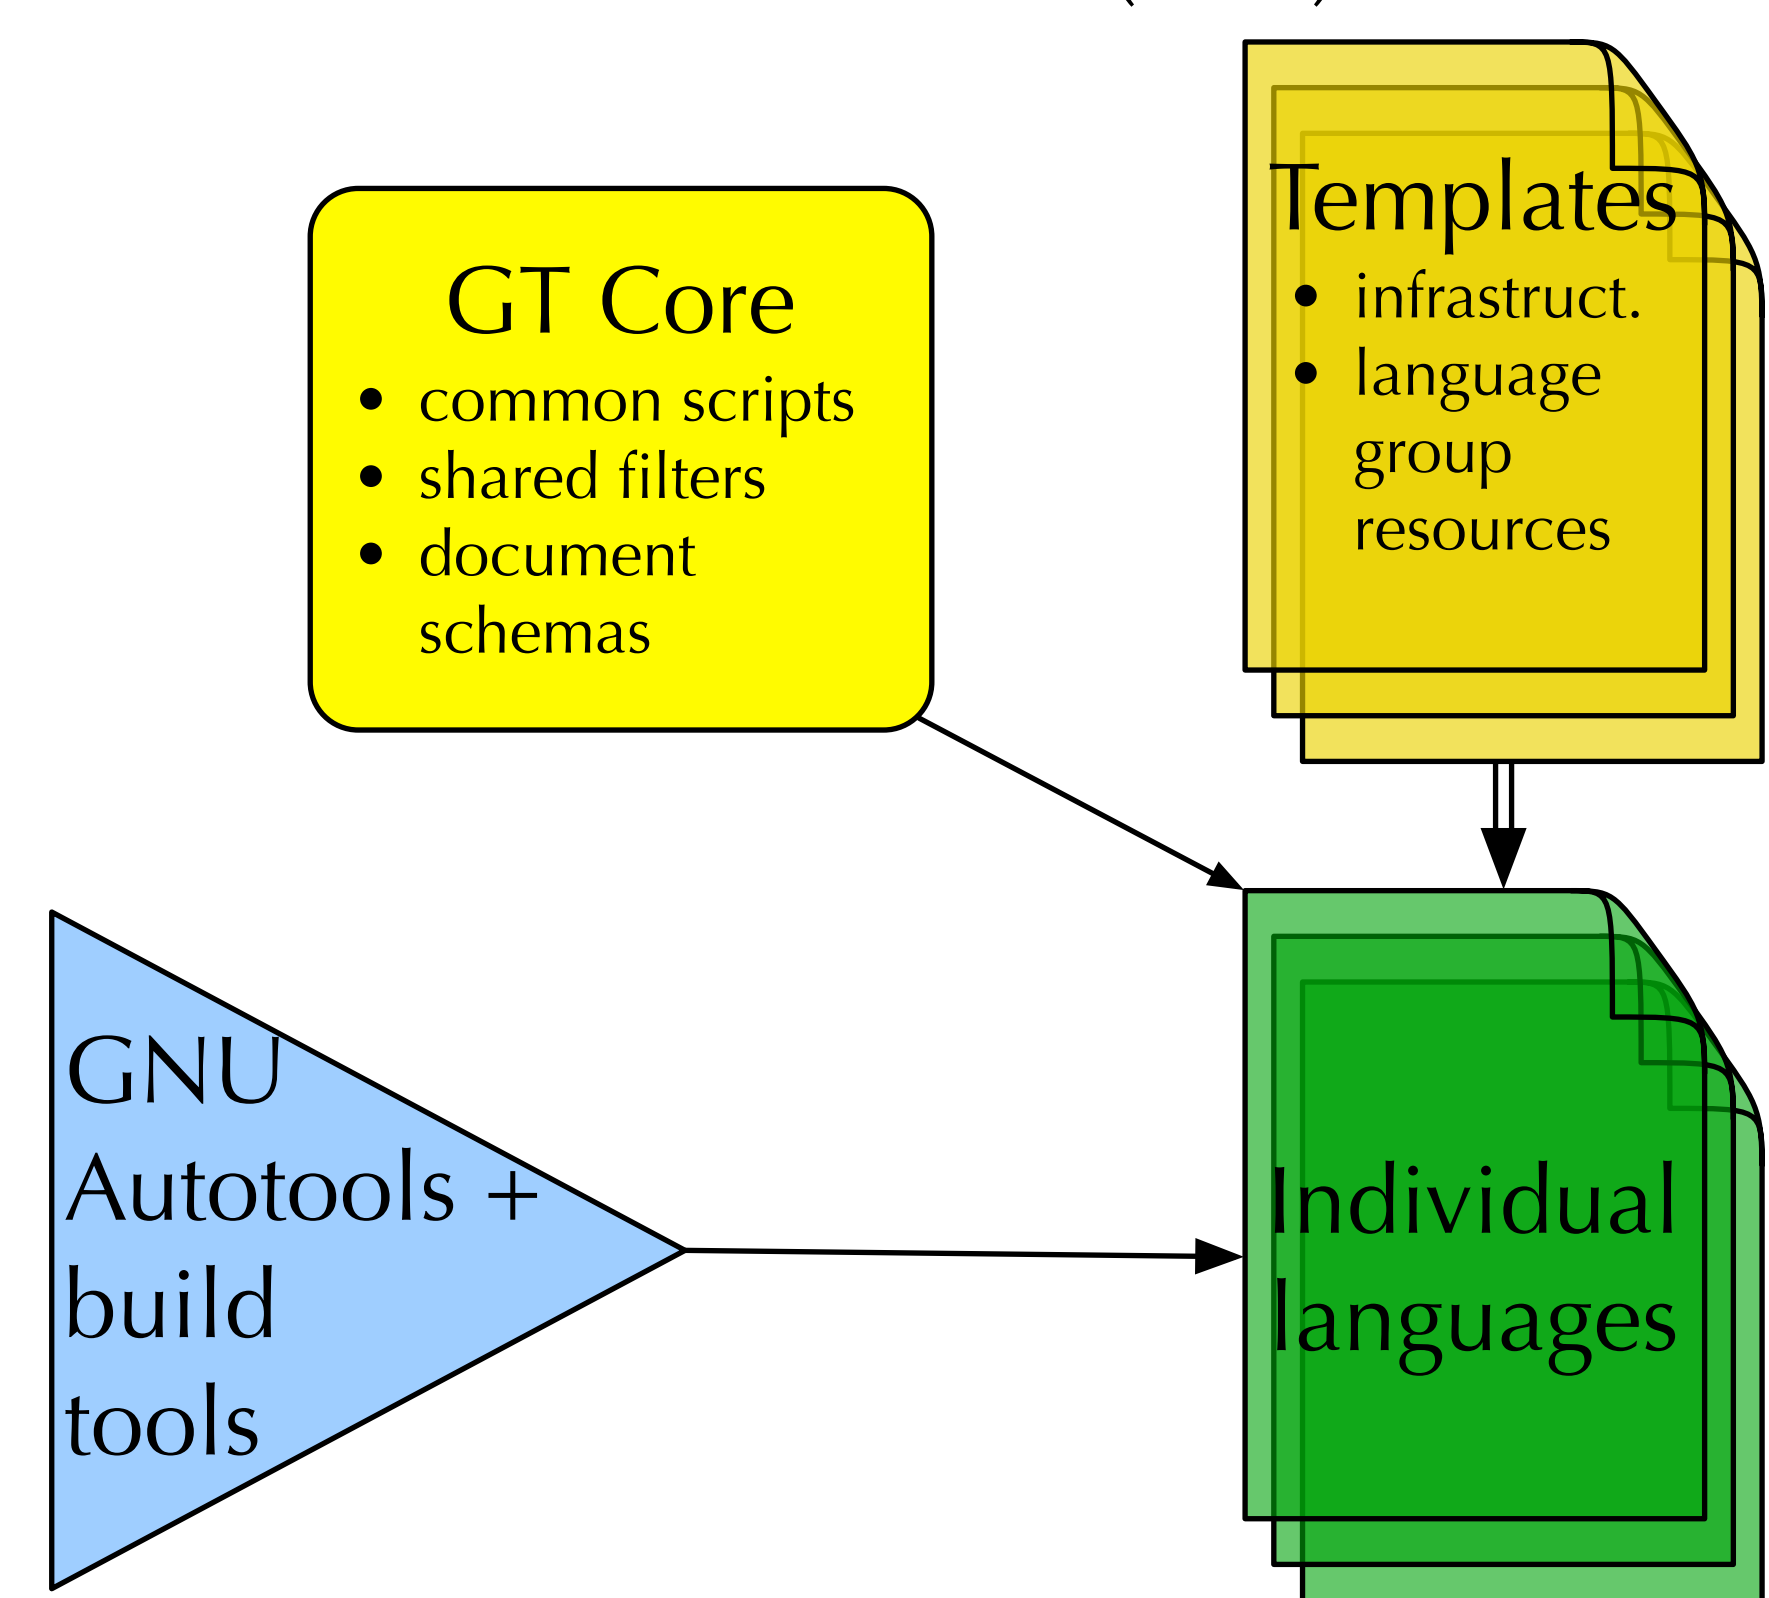 GT Core
• common scripts
• shared filters
• document
schemas
Templates
• infrastruct.
• language
group
resources
GNU
Autotools +
build
tools
Individual
languages